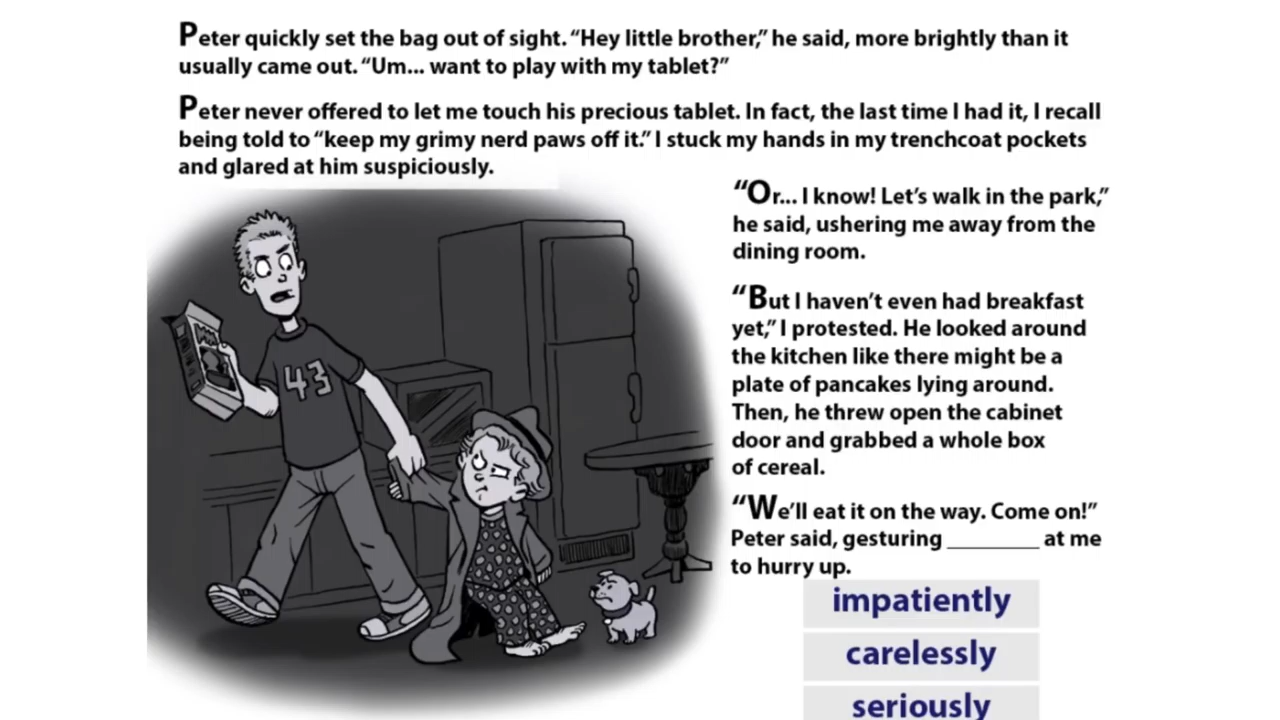 Peter quickly set the bag out of sight. “Hey little brother,” he said, more brightly than it
usually came out. “Um... want to play with my tablet?”
Peter never offered to let me touch his precious tablet. In fact, the last time I had it, I recall
being told to “keep my grimy nerd paws off it.” I stuck my hands in my trenchcoat pockets
and glared at him suspiciously.
“Or... I know! Let’s walk in the park,”
he said, ushering me away from the
dining room.
“But I haven’t even had breakfast
yet,” I protested. He looked around
the kitchen like there might be a
plate of pancakes lying around.
Then, he threw open the cabinet
door and grabbed a whole box
of cereal.
“We’ll eat it on the way. Come on!”
Peter said, gesturing ________ at me
to hurry up.
impatiently
carelessly
seriously
43